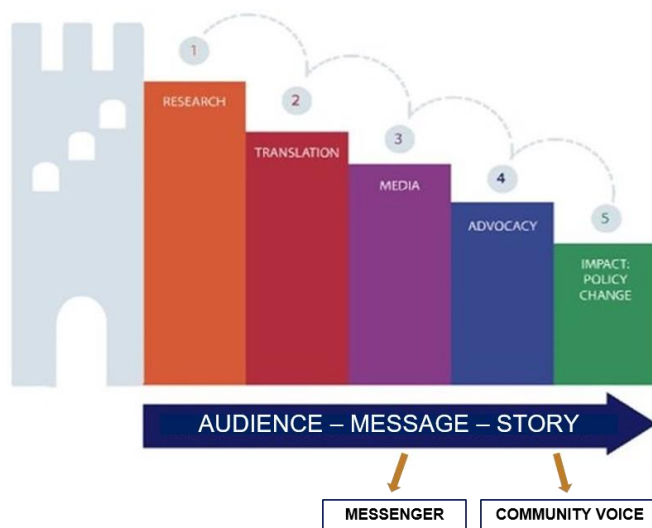 1
RESEARCH
2
TRANSLATION
3
MEDIA
4
ADVOCACY
5
IMPACT:
POLICY
CHANGE
AUDIENCE – MESSAGE – STORY
MESSENGER
COMMUNITY VOICE